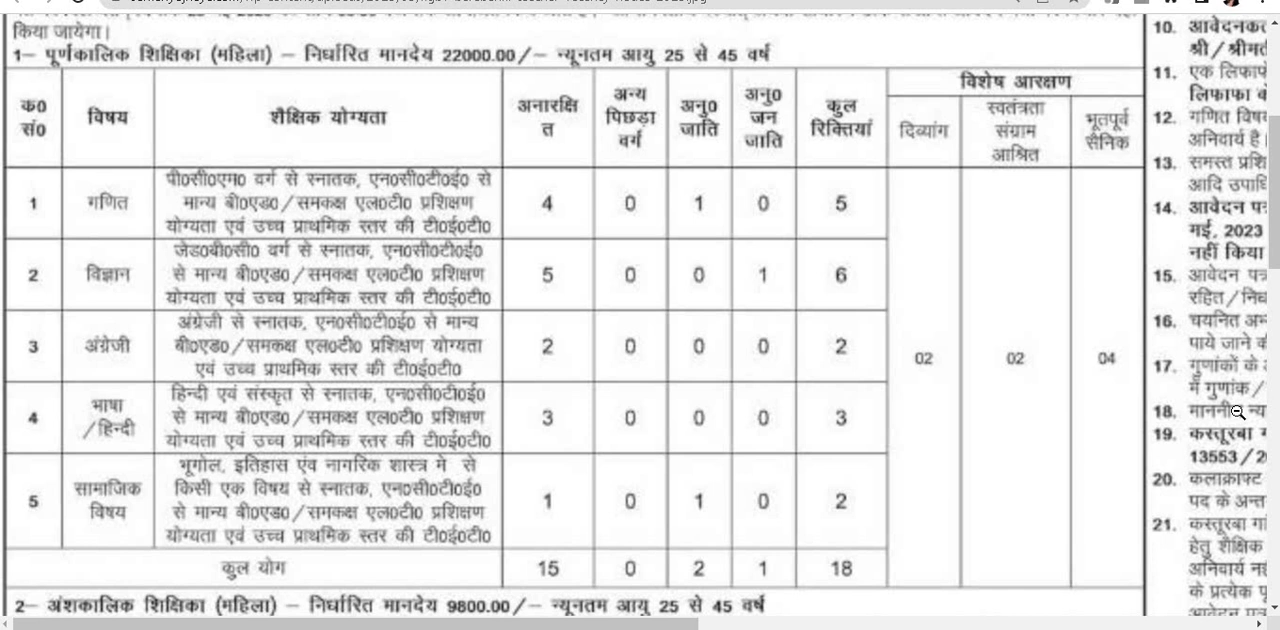 किया जायेगा।
1– पूर्णकालिक शिक्षिका (महिला) – निर्धारित मानदेय 22000.00/– न्यूनतम आयु 25 से 45 वर्ष
क0 सं0
विषय
शैक्षिक योग्यता
अनारक्षि
त
अन्य
पिछड़ा
वर्ग
अनु0
जाति
अनु0
जन
जाति
कुल
रिक्तियां
विशेष आरक्षण
दिव्यांग
स्वतंत्रता
संग्राम
आश्रित
भूतपूर्व
सैनिक
1
गणित
पी0सी0एम0 वर्ग से स्नातक, एन0सी0टी0ई0 से
मान्य बी0एड0/समकक्ष एल0टी0 प्रशिक्षण
योग्यता एवं उच्च प्राथमिक स्तर की टी0ई0टी0
4 0 1 0 5
2
विज्ञान
जेड0बी0सी0 वर्ग से स्नातक, एन0सी0टी0ई0
से मान्य बी0एड0/समकक्ष एल0टी0 प्रशिक्षण
योग्यता एवं उच्च प्राथमिक स्तर की टी0ई0टी0
5 0 0 1 6
3
अंग्रेजी
अंग्रेजी से स्नातक, एन0सी0टी0ई0 से मान्य
बी0एड0/समकक्ष एल0टी0 प्रशिक्षण योग्यता
एवं उच्च प्राथमिक स्तर की टी0ई0टी0
2 0 0 0 2
02 02 04
4
भाषा
/हिन्दी
हिन्दी एवं संस्कृत से स्नातक, एन0सी0टी0ई0
से मान्य बी0एड0/समकक्ष एल0टी0 प्रशिक्षण
योग्यता एवं उच्च प्राथमिक स्तर की टी0ई0टी0
3 0 0 0 3
5
सामाजिक
विषय
भूगोल, इतिहास एंव नागरिक शास्त्र मे से
किसी एक विषय से स्नातक, एन0सी0टी0ई0
से मान्य बी0एड0/समकक्ष एल0टी0 प्रशिक्षण
योग्यता एवं उच्च प्राथमिक स्तर की टी0ई0टी0
1 0 1 0 2
कुल योग 15 0 2 1 18
2– अंशकालिक शिक्षिका (महिला) – निर्धारित मानदेय 9800.00/– न्यूनतम आयु 25 से 45 वर्ष
10. आवेदनकर
श्री/श्रीमत
11. एक लिफाफे
लिफाफा के
12. गणित विष
अनिवार्य है।
13. समस्त प्रशि
आदि उपाधि
14. आवेदन पत्र
मई, 2023
नहीं किया
15. आवेदन पत्र
रहित/निर
16. चयनित अभ
पाये जाने की
17. गुणांकों के
में गुणांक/
18. माननीय
19. कस्तूरबा ग
13553/2
20. कलाक्राफ्ट
पद के अन्त
21. कस्तूरबा गां
हेतु शैक्षिक
अनिवार्य नह
के प्रत्येक पृ